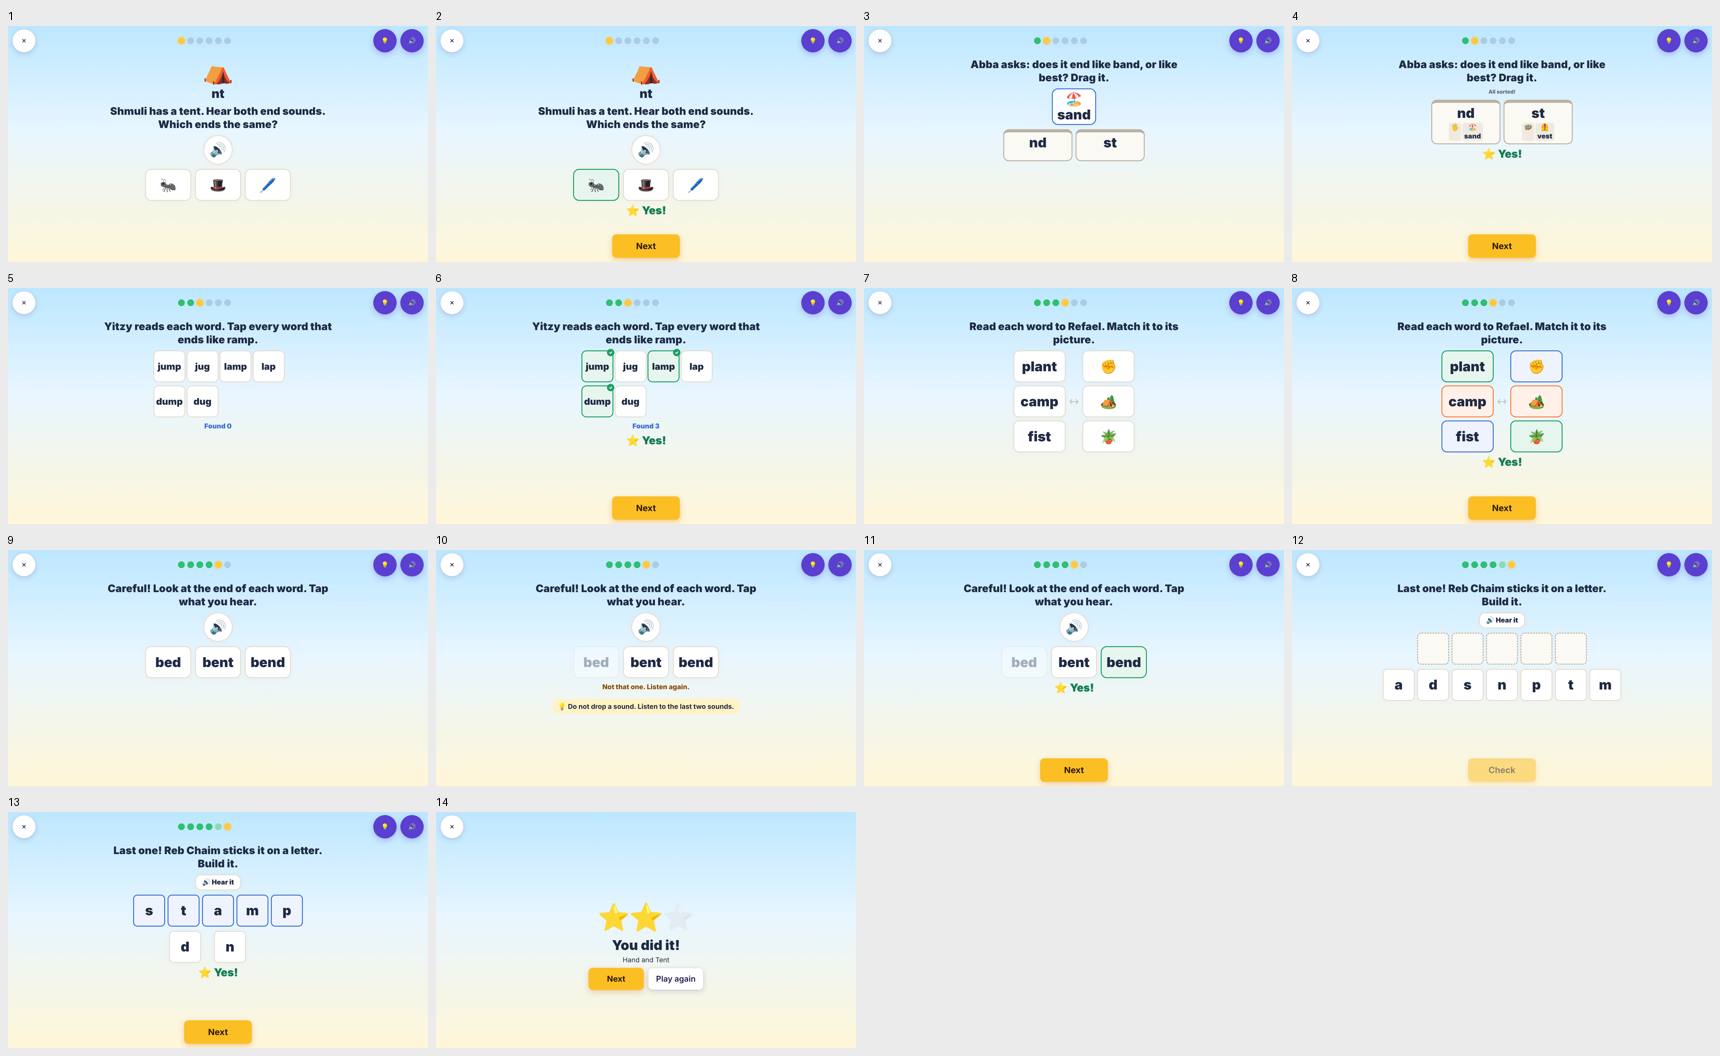 1
nt
Shmuli has a tent. Hear both end sounds.
Which ends the same?
2
nt
Shmuli has a tent. Hear both end sounds.
Which ends the same?
Yes!
Next
3
Abba asks: does it end like band, or like
best? Drag it.
sand
nd st
4
Abba asks: does it end like band, or like
best? Drag it.
All sorted!
nd st
sand vest
Yes!
Next
5
Yitzy reads each word. Tap every word that
ends like ramp.
jump jug lamp lap
dump dug
Found 0
6
Yitzy reads each word. Tap every word that
ends like ramp.
jump jug lamp lap
dump dug
Found 3
Yes!
Next
7
Read each word to Refael. Match it to its
picture.
plant
camp
fist
8
Read each word to Refael. Match it to its
picture.
plant
camp
fist
Yes!
Next
9
Careful! Look at the end of each word. Tap
what you hear.
bed bent bend
10
Careful! Look at the end of each word. Tap
what you hear.
bed bent bend
Not that one. Listen again.
Do not drop a sound. Listen to the last two sounds.
11
Careful! Look at the end of each word. Tap
what you hear.
bed bent bend
Yes!
Next
12
Last one! Reb Chaim sticks it on a letter.
Build it.
Hear it
a d s n p t m
Check
13
Last one! Reb Chaim sticks it on a letter.
Build it.
Hear it
s t a m p
d n
Yes!
Next
14
You did it!
Hand and Tent
Next Play again